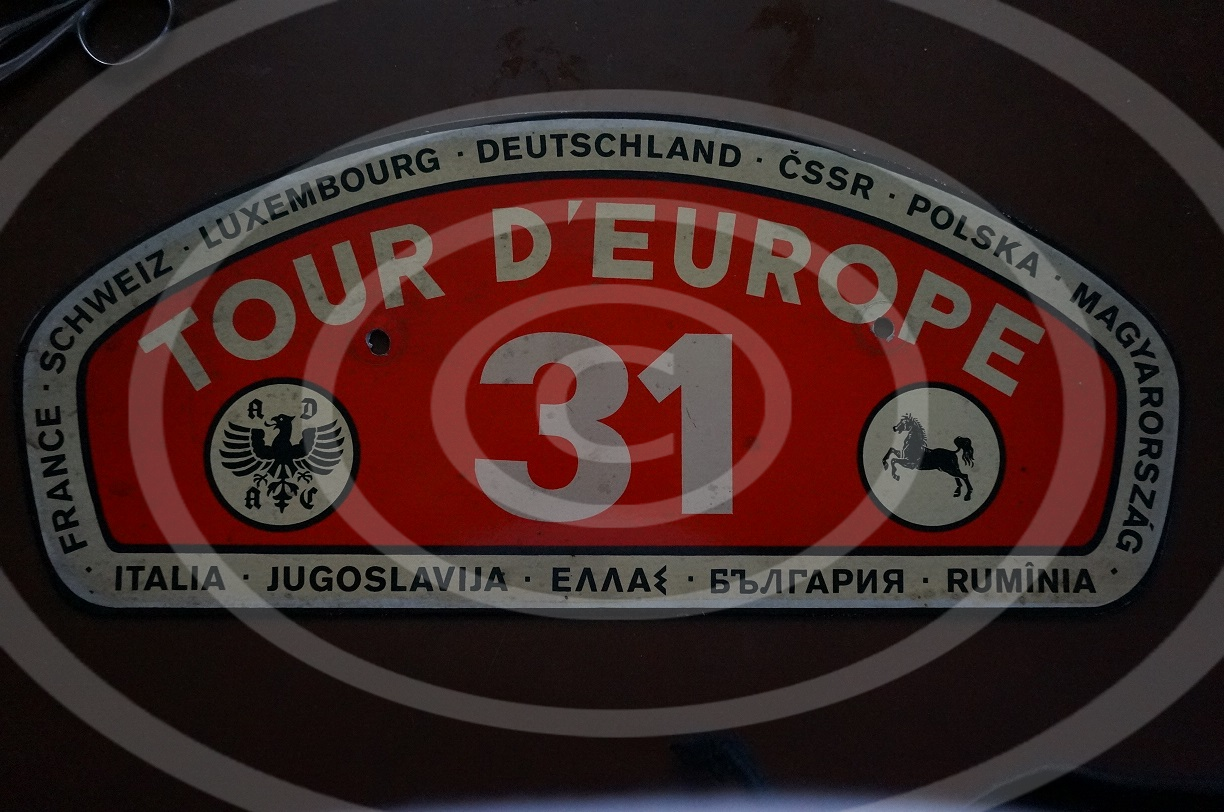 FRANCE · SCHWEIZ · LUXEMBOURG · DEUTSCHLAND · ČSSR · POLSKA · MAGYARORSZÁG ·
TOUR D'EUROPE
31
A D
A C
ITALIA · JUGOSLAVIJA · ΕΛΛΑΣ · БЪЛГАРИЯ · RUMÎNIA ·